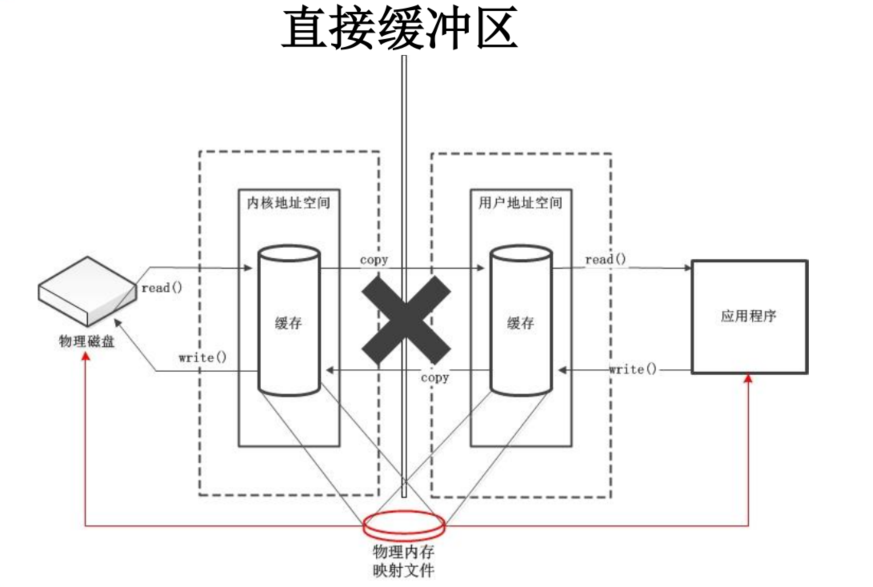 直接缓冲区
内核地址空间
用户地址空间
copy
read()
read()
缓存
缓存
应用程序
物理磁盘
write()
copy
write()
物理内存
映射文件